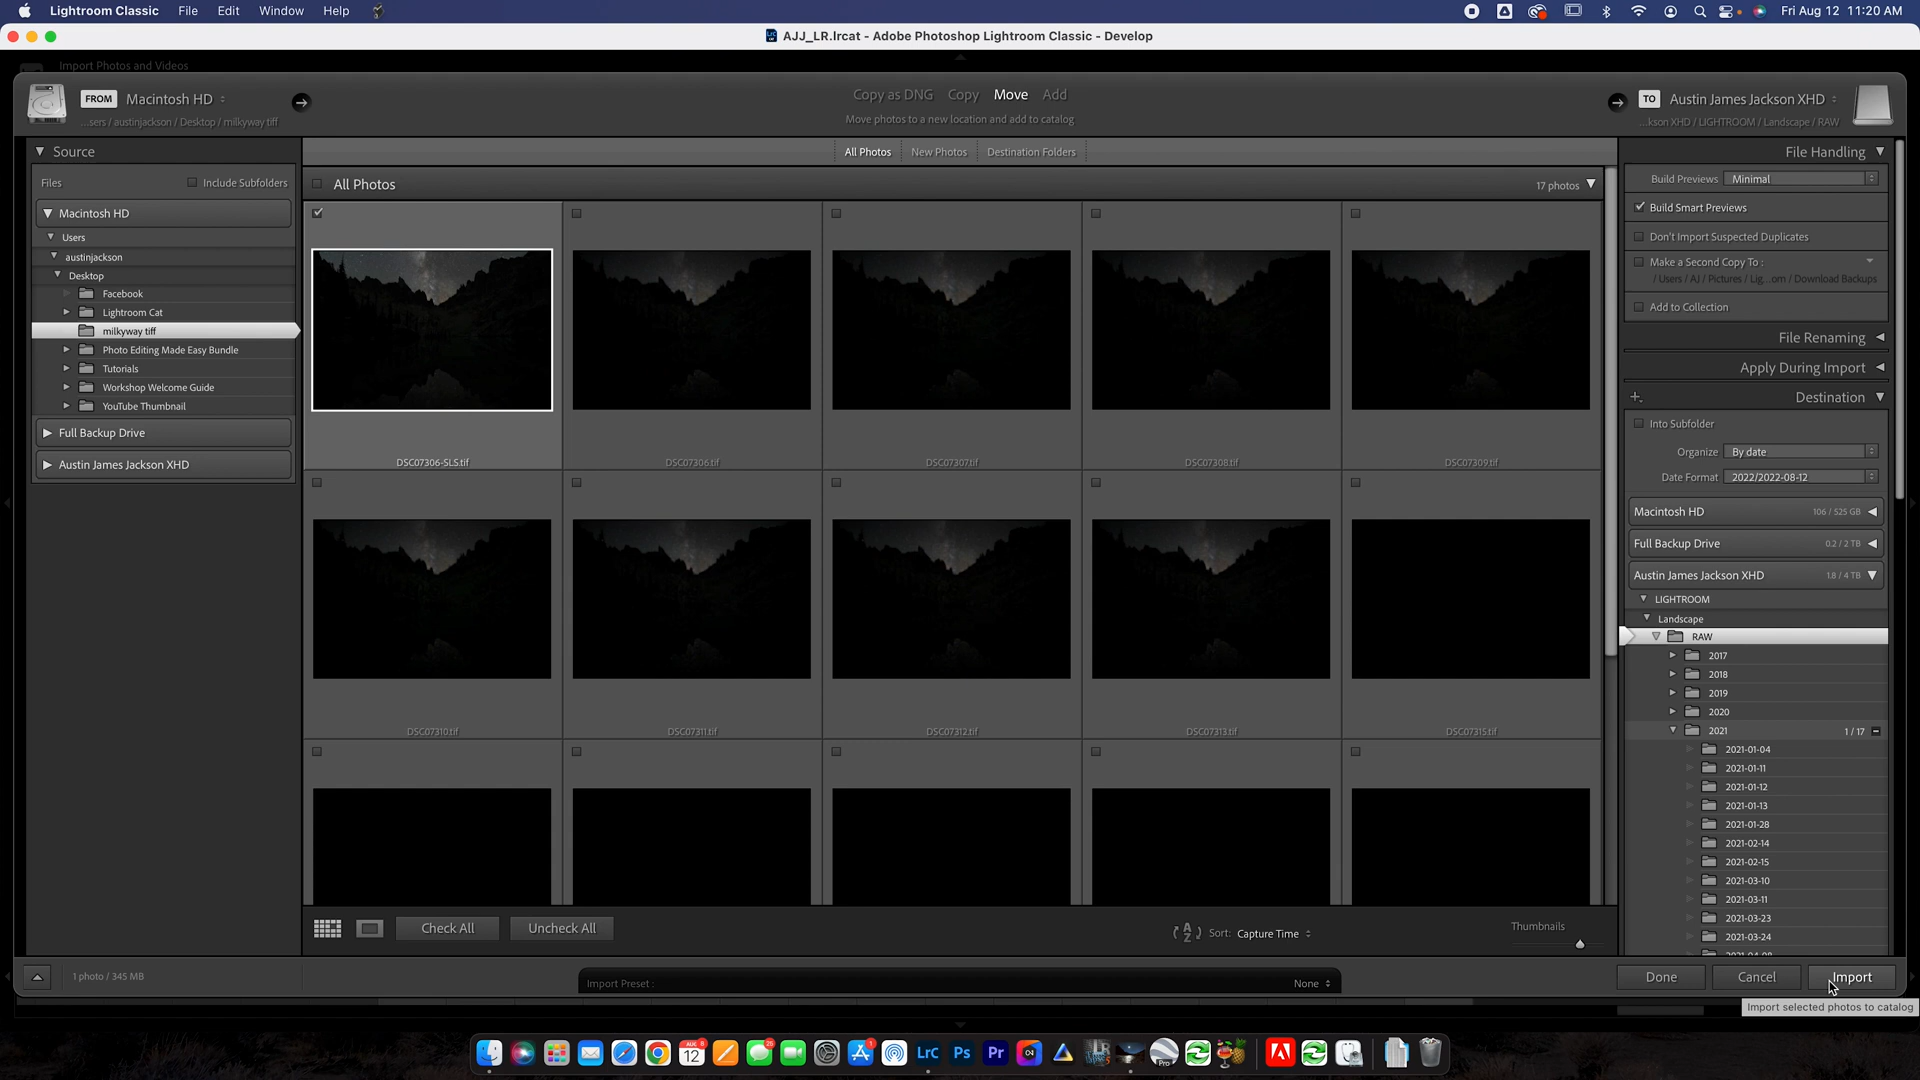 Lightroom Classic File Edit Window Help Fri Aug 12 11:20 AM
AJJ_LR.lrcat - Adobe Photoshop Lightroom Classic - Develop
Import Photos and Videos
FROM Macintosh HD
...sers / austinjackson / Desktop / milkyway tiff
Copy as DNG Copy Move Add
Move photos to a new location and add to catalog
TO Austin James Jackson XHD
...kson XHD / LIGHTROOM / Landscape / RAW
Source
Files Include Subfolders
Macintosh HD
Users
austinjackson
Desktop
Facebook
Lightroom Cat
milkyway tiff
Photo Editing Made Easy Bundle
Tutorials
Workshop Welcome Guide
YouTube Thumbnail
Full Backup Drive
Austin James Jackson XHD
All Photos New Photos Destination Folders
All Photos 17 photos
DSC07306-SLS.tif DSC07306.tif DSC07307.tif DSC07308.tif DSC07309.tif
DSC07310.tif DSC07311.tif DSC07312.tif DSC07313.tif DSC07315.tif
Check All Uncheck All Sort: Capture Time Thumbnails
File Handling
Build Previews Minimal
Build Smart Previews
Don't Import Suspected Duplicates
Make a Second Copy To :
/ Users / AJ / Pictures / Lig...om / Download Backups
Add to Collection
File Renaming
Apply During Import
Destination
Into Subfolder
Organize By date
Date Format 2022/2022-08-12
Macintosh HD 106 / 525 GB
Full Backup Drive 0.2 / 2 TB
Austin James Jackson XHD 1.8 / 4 TB
LIGHTROOM
Landscape
RAW
2017
2018
2019
2020
2021 1 / 17
2021-01-04
2021-01-11
2021-01-12
2021-01-13
2021-01-28
2021-02-14
2021-02-15
2021-03-10
2021-03-11
2021-03-23
2021-03-24
1 photo / 345 MB
Import Preset : None
Done Cancel Import
Import selected photos to catalog
LrC Ps Pr